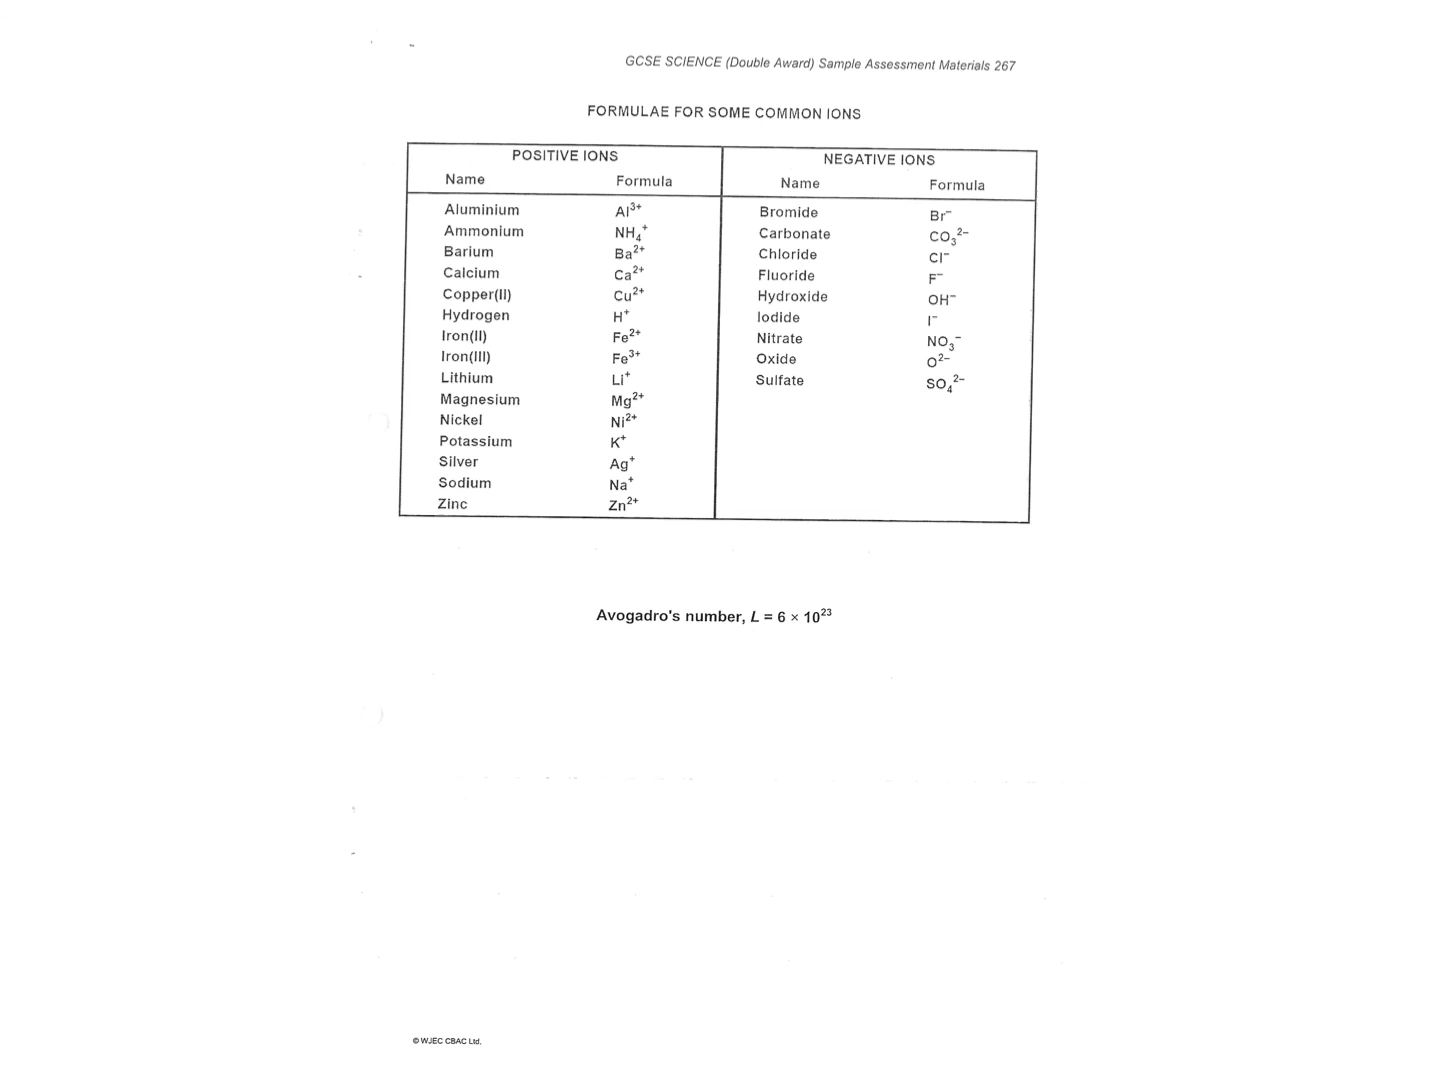 GCSE SCIENCE (Double Award) Sample Assessment Materials 267
FORMULAE FOR SOME COMMON IONS
POSITIVE IONS NEGATIVE IONS
Name Formula Name Formula
Aluminium Al³⁺ Bromide Br⁻
Ammonium NH₄⁺ Carbonate CO₃²⁻
Barium Ba²⁺ Chloride Cl⁻
Calcium Ca²⁺ Fluoride F⁻
Copper(II) Cu²⁺ Hydroxide OH⁻
Hydrogen H⁺ Iodide I⁻
Iron(II) Fe²⁺ Nitrate NO₃⁻
Iron(III) Fe³⁺ Oxide O²⁻
Lithium Li⁺ Sulfate SO₄²⁻
Magnesium Mg²⁺
Nickel Ni²⁺
Potassium K⁺
Silver Ag⁺
Sodium Na⁺
Zinc Zn²⁺
Avogadro's number, L = 6 × 10²³
© WJEC CBAC Ltd.